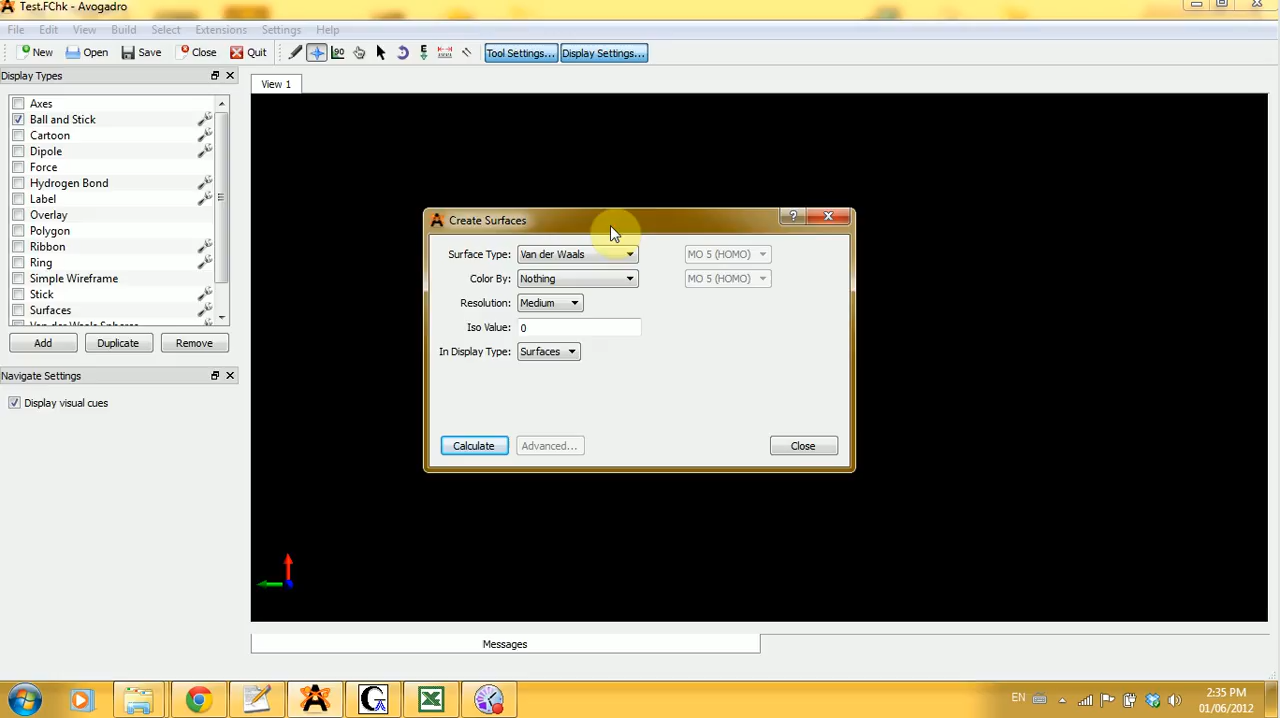 Test.FChk - Avogadro
File Edit View Build Select Extensions Settings Help
New Open Save Close Quit Tool Settings... Display Settings...
Display Types
View 1
Axes
Ball and Stick
Cartoon
Dipole
Force
Hydrogen Bond
Label
Overlay
Polygon
Ribbon
Ring
Simple Wireframe
Stick
Surfaces
Van der Waals Spheres
Add Duplicate Remove
Navigate Settings
Display visual cues
Create Surfaces
Surface Type: Van der Waals MO 5 (HOMO)
Color By: Nothing MO 5 (HOMO)
Resolution: Medium
Iso Value: 0
In Display Type: Surfaces
Calculate Advanced... Close
Messages
EN
2:35 PM
01/06/2012